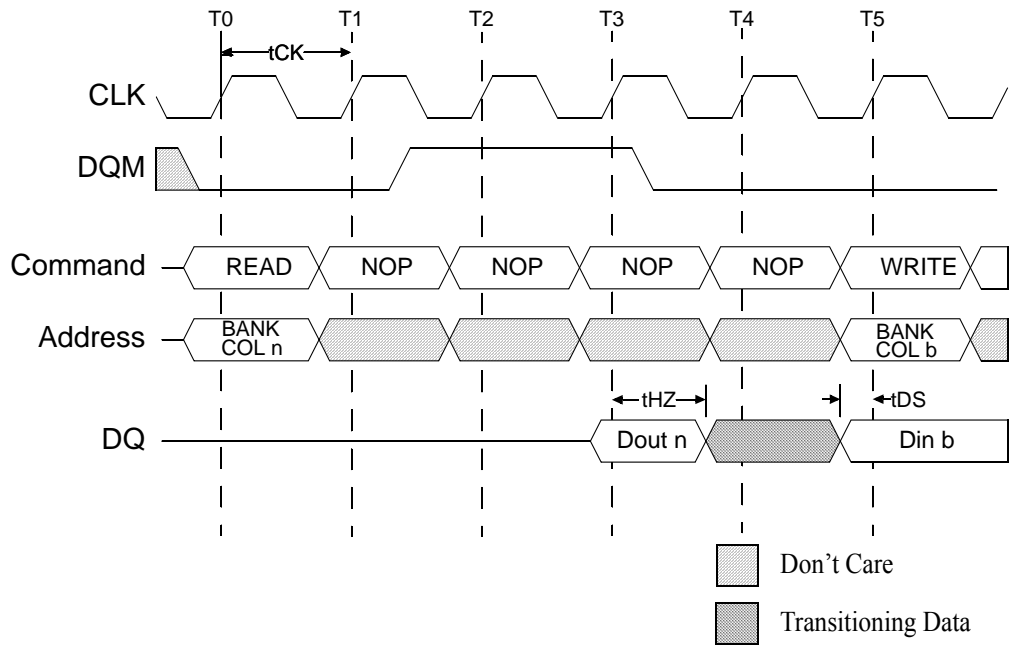 T0 T1 T2 T3 T4 T5
tCK
CLK
DQM
Command READ NOP NOP NOP NOP WRITE
Address BANK COL n BANK COL b
tHZ tDS
DQ Dout n Din b
Don’t Care
Transitioning Data